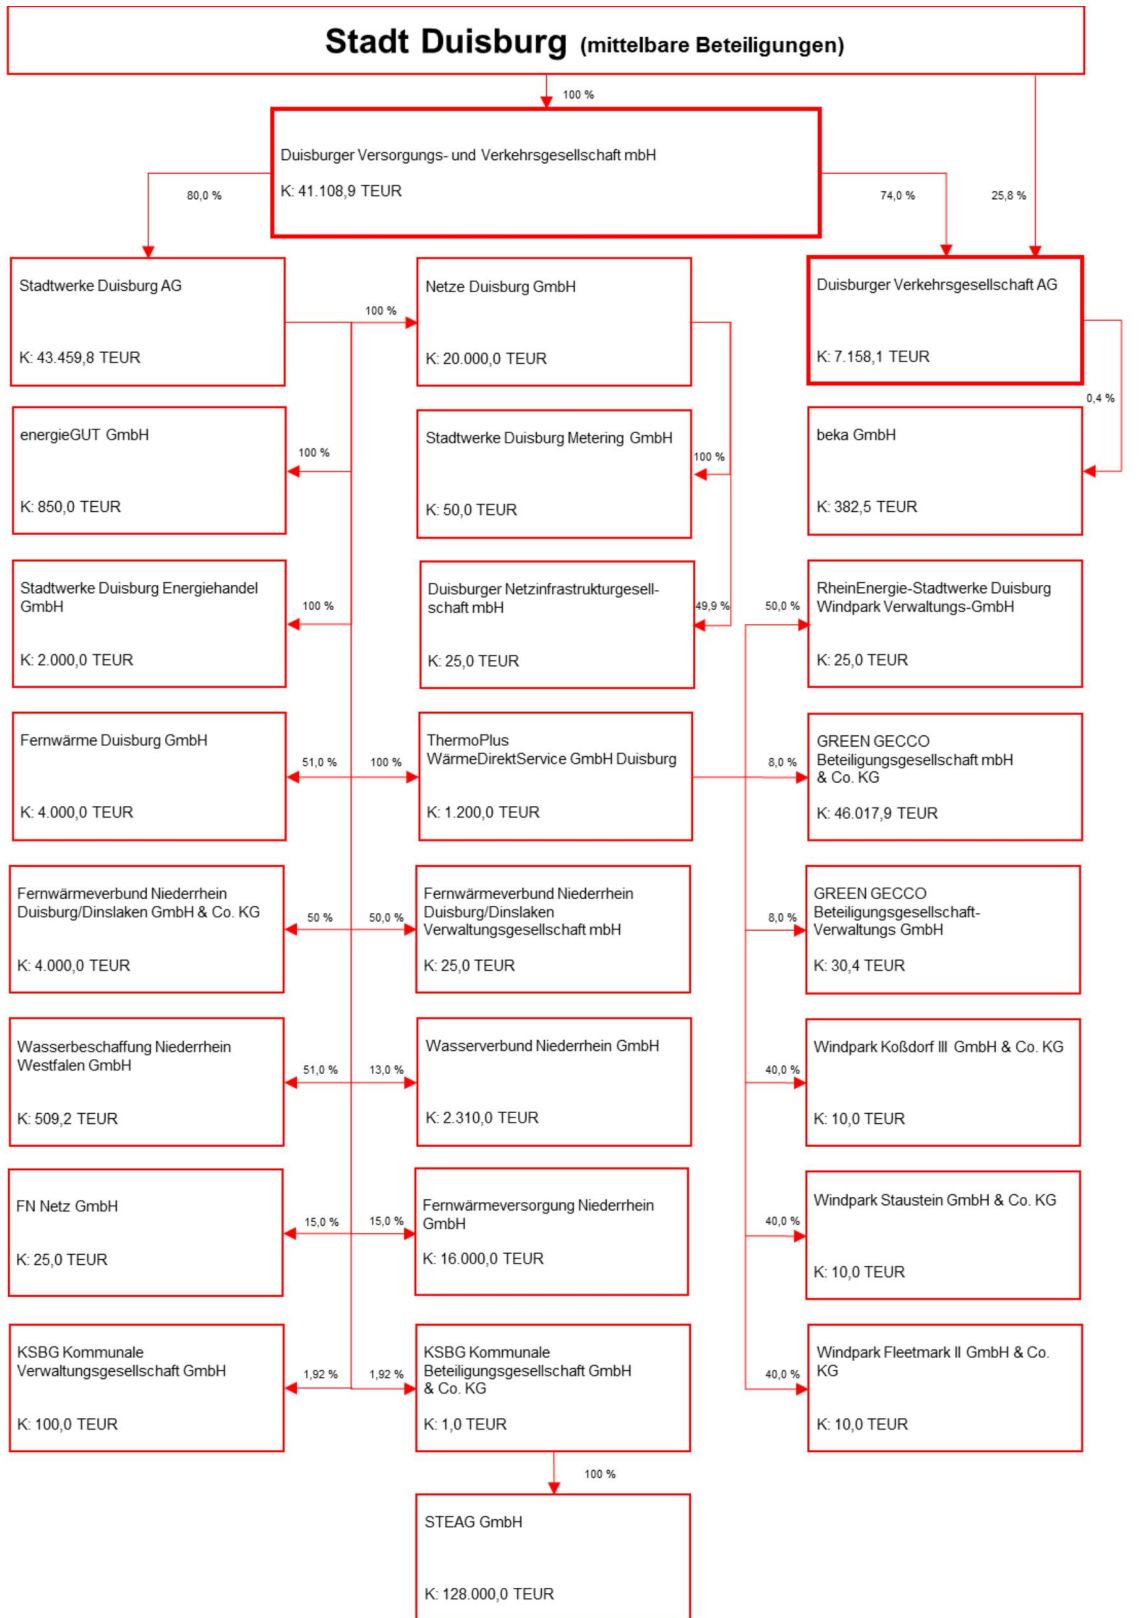 Stadt Duisburg (mittelbare Beteiligungen)
100 %
Duisburger Versorgungs- und Verkehrsgesellschaft mbH
K: 41.108,9 TEUR
80,0 %
74,0 %
25,8 %
Stadtwerke Duisburg AG
K: 43.459,8 TEUR
100 %
Netze Duisburg GmbH
K: 20.000,0 TEUR
Duisburger Verkehrsgesellschaft AG
K: 7.158,1 TEUR
0,4 %
energieGUT GmbH
K: 850,0 TEUR
100 %
Stadtwerke Duisburg Metering GmbH
K: 50,0 TEUR
100 %
beka GmbH
K: 382,5 TEUR
Stadtwerke Duisburg Energiehandel
GmbH
K: 2.000,0 TEUR
100 %
Duisburger Netzinfrastrukturgesell-
schaft mbH
K: 25,0 TEUR
49,9 %
50,0 %
RheinEnergie-Stadtwerke Duisburg
Windpark Verwaltungs-GmbH
K: 25,0 TEUR
Fernwärme Duisburg GmbH
K: 4.000,0 TEUR
51,0 %
100 %
ThermoPlus
WärmeDirektService GmbH Duisburg
K: 1.200,0 TEUR
8,0 %
GREEN GECCO
Beteiligungsgesellschaft mbH
& Co. KG
K: 46.017,9 TEUR
Fernwärmeverbund Niederrhein
Duisburg/Dinslaken GmbH & Co. KG
K: 4.000,0 TEUR
50 %
50,0 %
Fernwärmeverbund Niederrhein
Duisburg/Dinslaken
Verwaltungsgesellschaft mbH
K: 25,0 TEUR
8,0 %
GREEN GECCO
Beteiligungsgesellschaft-
Verwaltungs GmbH
K: 30,4 TEUR
Wasserbeschaffung Niederrhein
Westfalen GmbH
K: 509,2 TEUR
51,0 %
13,0 %
Wasserverbund Niederrhein GmbH
K: 2.310,0 TEUR
40,0 %
Windpark Koßdorf III GmbH & Co. KG
K: 10,0 TEUR
FN Netz GmbH
K: 25,0 TEUR
15,0 %
15,0 %
Fernwärmeversorgung Niederrhein
GmbH
K: 16.000,0 TEUR
40,0 %
Windpark Staustein GmbH & Co. KG
K: 10,0 TEUR
KSBG Kommunale
Verwaltungsgesellschaft GmbH
K: 100,0 TEUR
1,92 %
1,92 %
KSBG Kommunale
Beteiligungsgesellschaft GmbH
& Co. KG
K: 1,0 TEUR
40,0 %
Windpark Fleetmark II GmbH & Co.
KG
K: 10,0 TEUR
100 %
STEAG GmbH
K: 128.000,0 TEUR